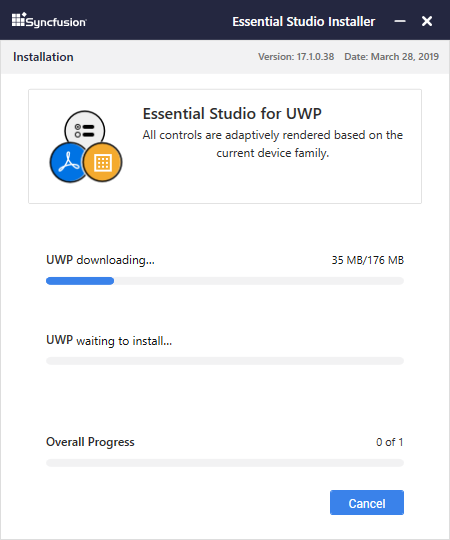 Syncfusion® Essential Studio Installer
Installation Version: 17.1.0.38 Date: March 28, 2019
Essential Studio for UWP
All controls are adaptively rendered based on the
current device family.
UWP downloading... 35 MB/176 MB
UWP waiting to install...
Overall Progress 0 of 1
Cancel